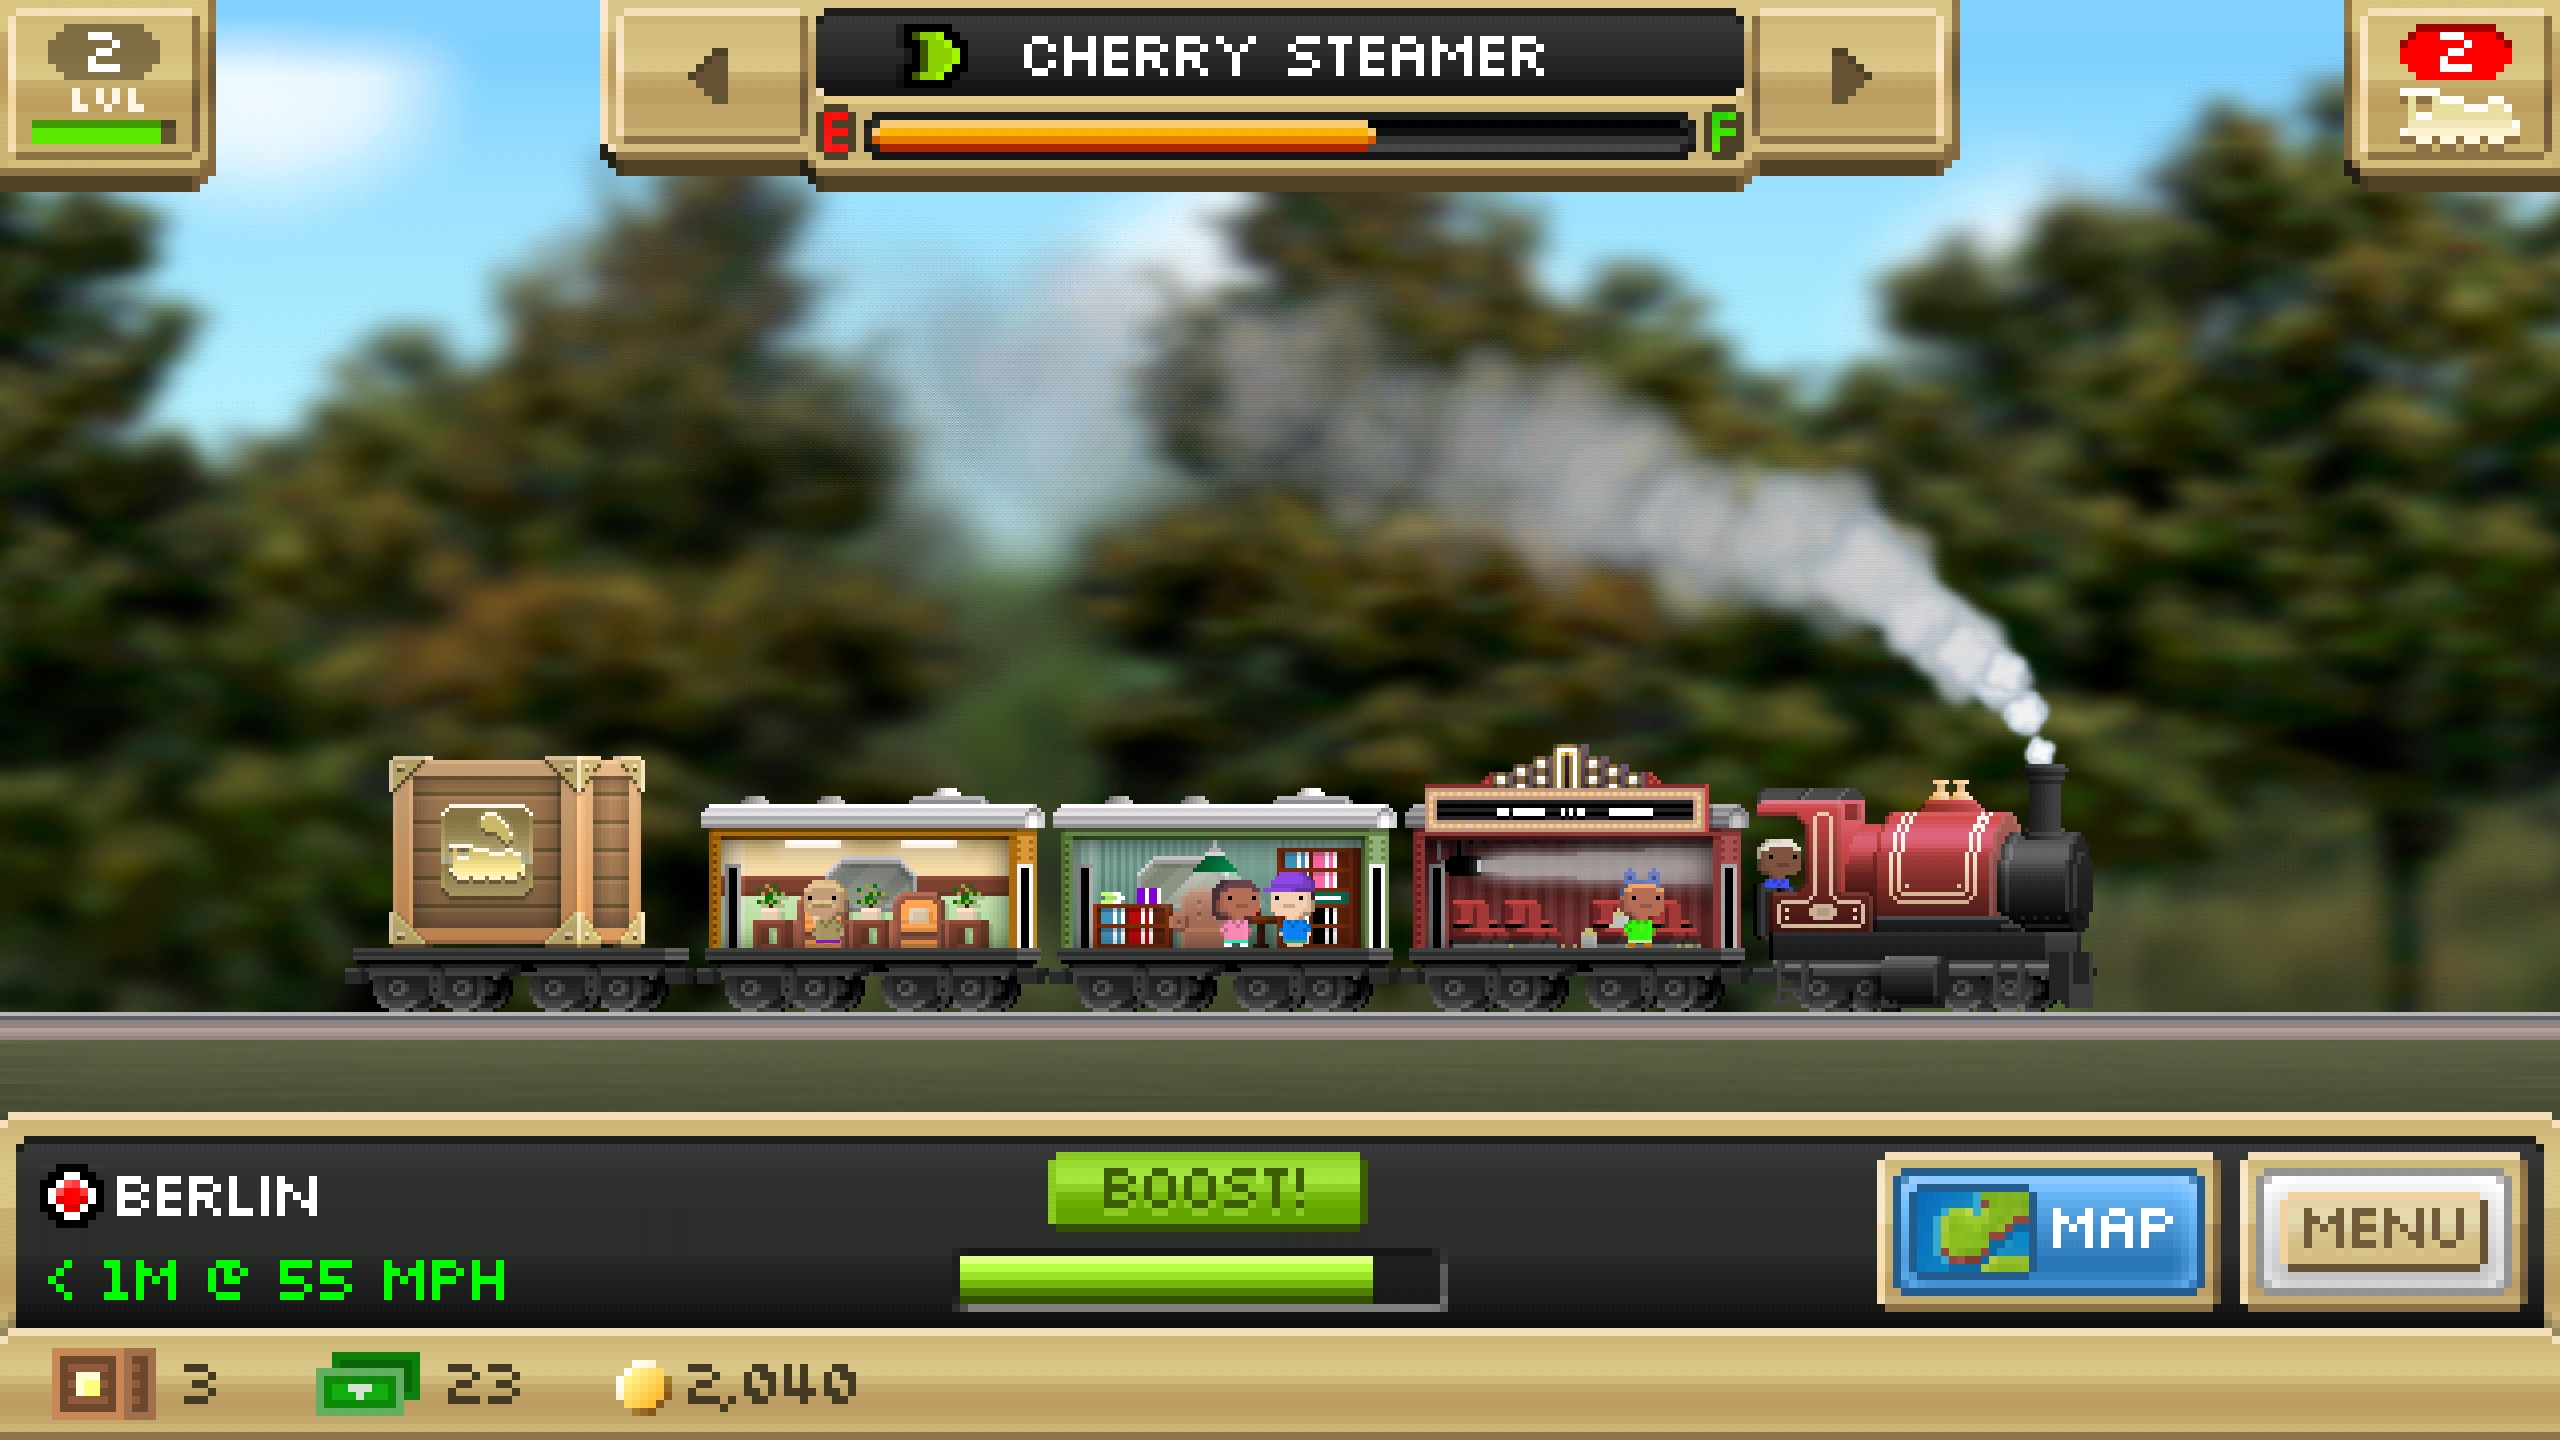 2
LVL
CHERRY STEAMER
E
F
2
BERLIN
BOOST!
< 1M @ 55 MPH
MAP
MENU
3
23
2,040